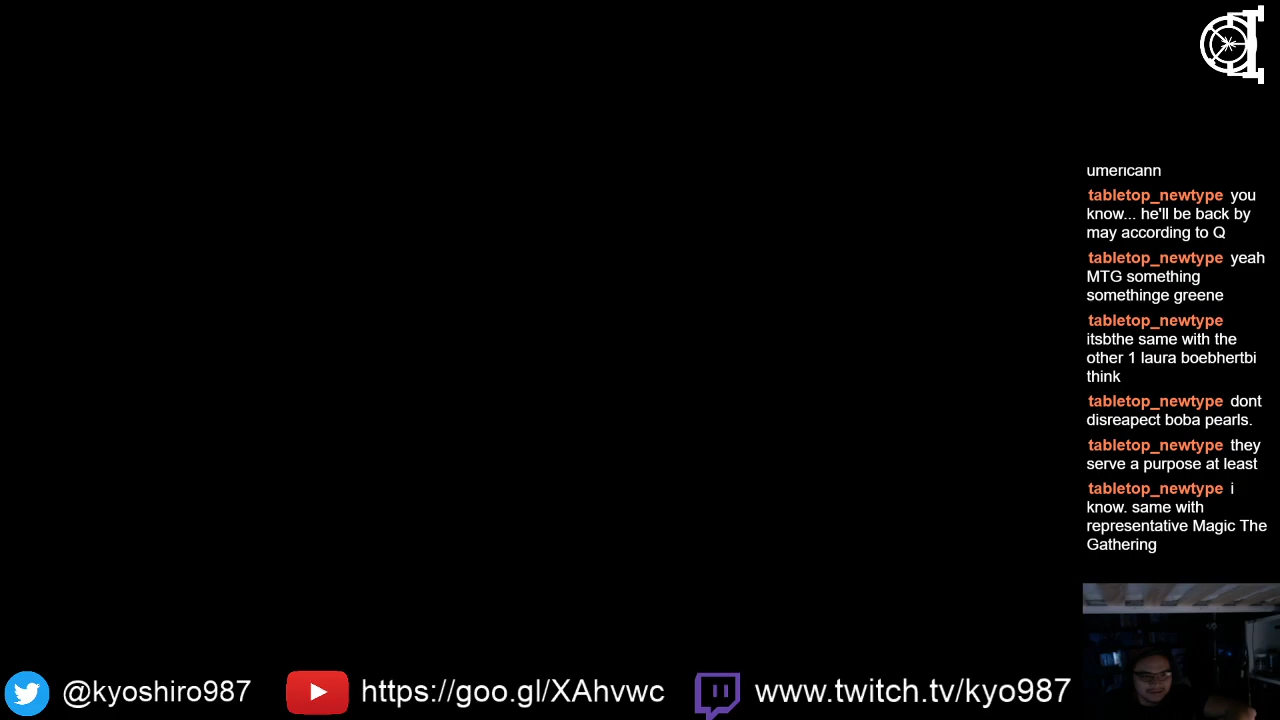 umericann
tabletop_newtype you
know... he'll be back by
may according to Q
tabletop_newtype yeah
MTG something
somethinge greene
tabletop_newtype
itsbthe same with the
other 1 laura boebhertbi
think
tabletop_newtype dont
disreapect boba pearls.
tabletop_newtype they
serve a purpose at least
tabletop_newtype i
know. same with
representative Magic The
Gathering
@kyoshiro987
https://goo.gl/XAhvwc
www.twitch.tv/kyo987